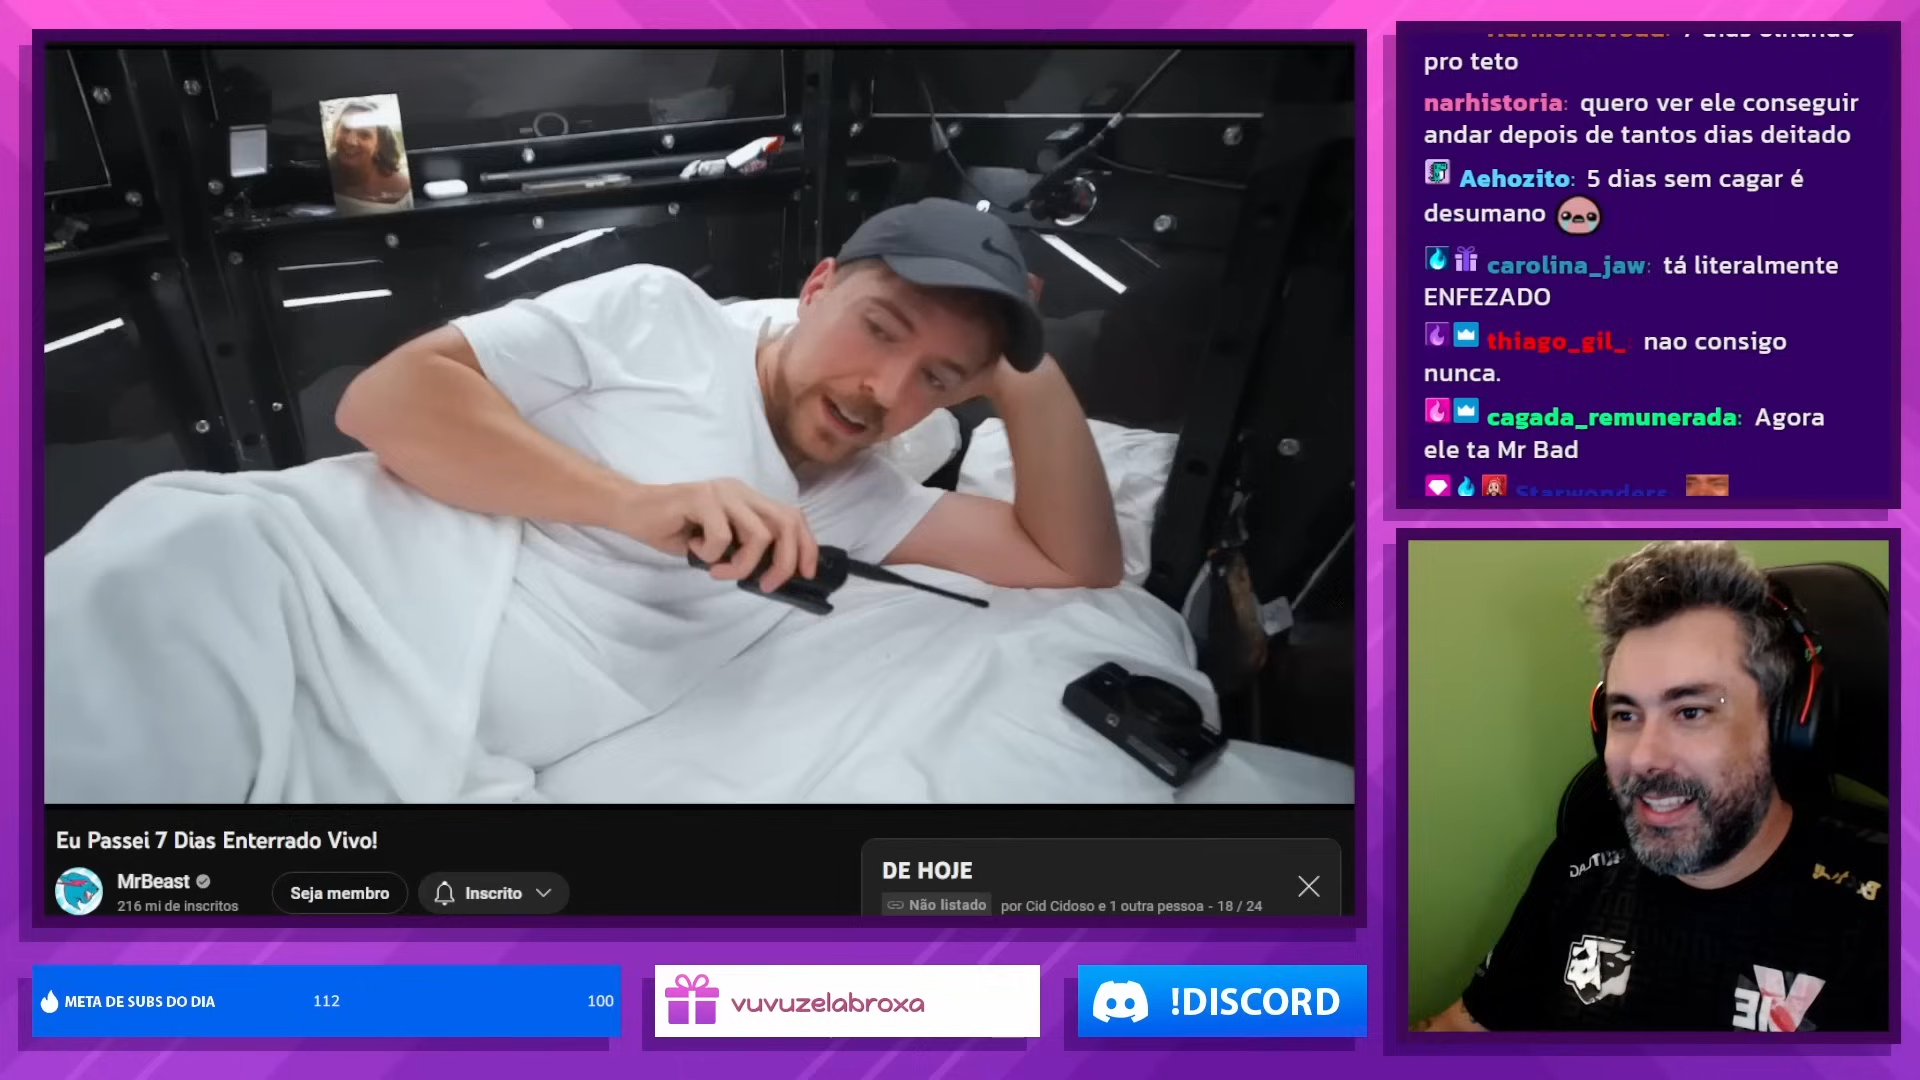 pro teto
narhistoria: quero ver ele conseguir
andar depois de tantos dias deitado
Aehozito: 5 dias sem cagar é
desumano
carolina_jaw: tá literalmente
ENFEZADO
thiago_gil_: nao consigo
nunca.
cagada_remunerada: Agora
ele ta Mr Bad
Starwonders
Eu Passei 7 Dias Enterrado Vivo!
MrBeast
216 mi de inscritos
Seja membro
Inscrito
DE HOJE
Não listado por Cid Cidoso e 1 outra pessoa - 18 / 24
META DE SUBS DO DIA 112 100
vuvuzelabroxa
!DISCORD